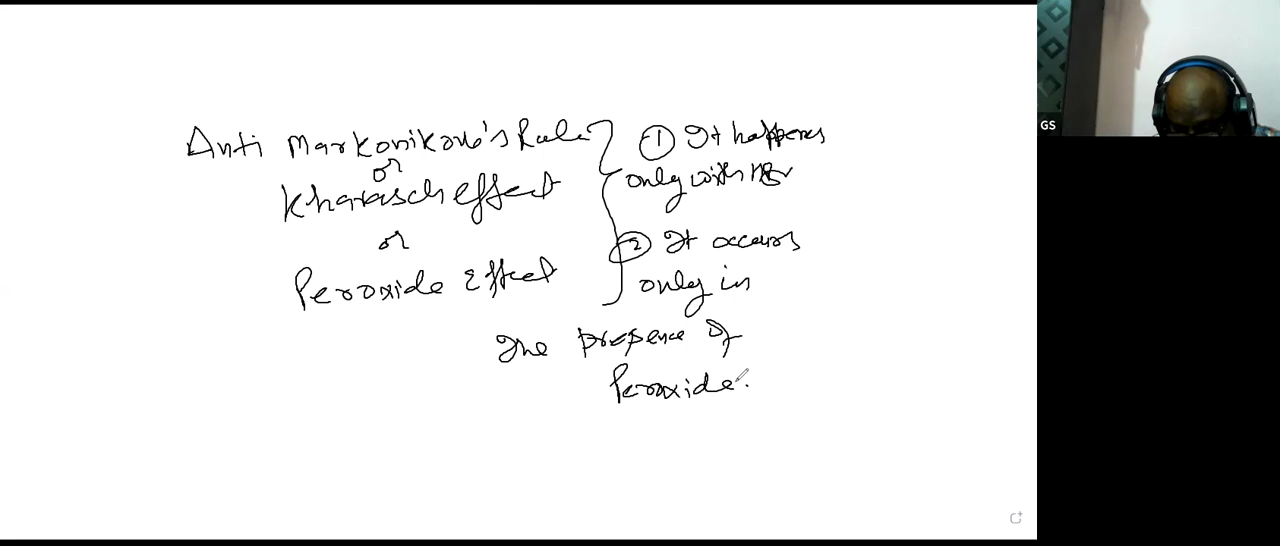 Anti Markonikov's Rule
or
Kharasch effect
or
Peroxide Effect
① It happens
only with HBr
② It occurs
only in
the presence of
Peroxide.
GS